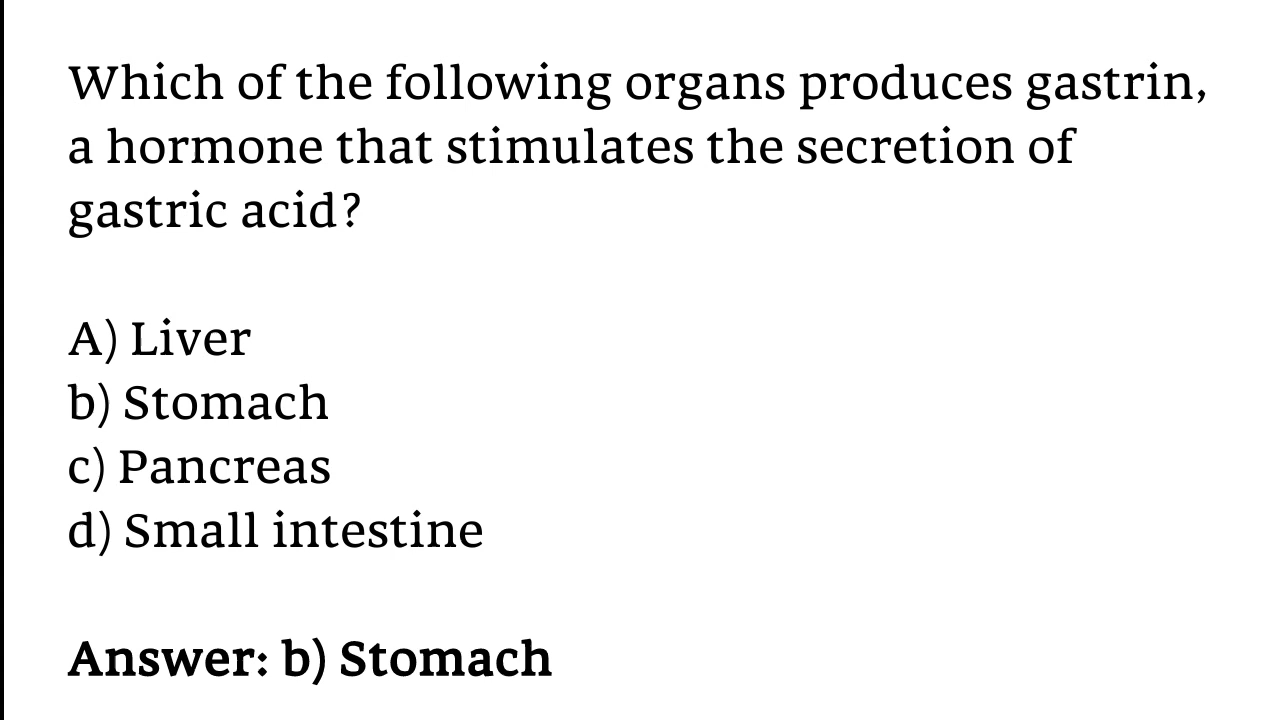 Which of the following organs produces gastrin,
a hormone that stimulates the secretion of
gastric acid?
A) Liver
b) Stomach
c) Pancreas
d) Small intestine
Answer: b) Stomach